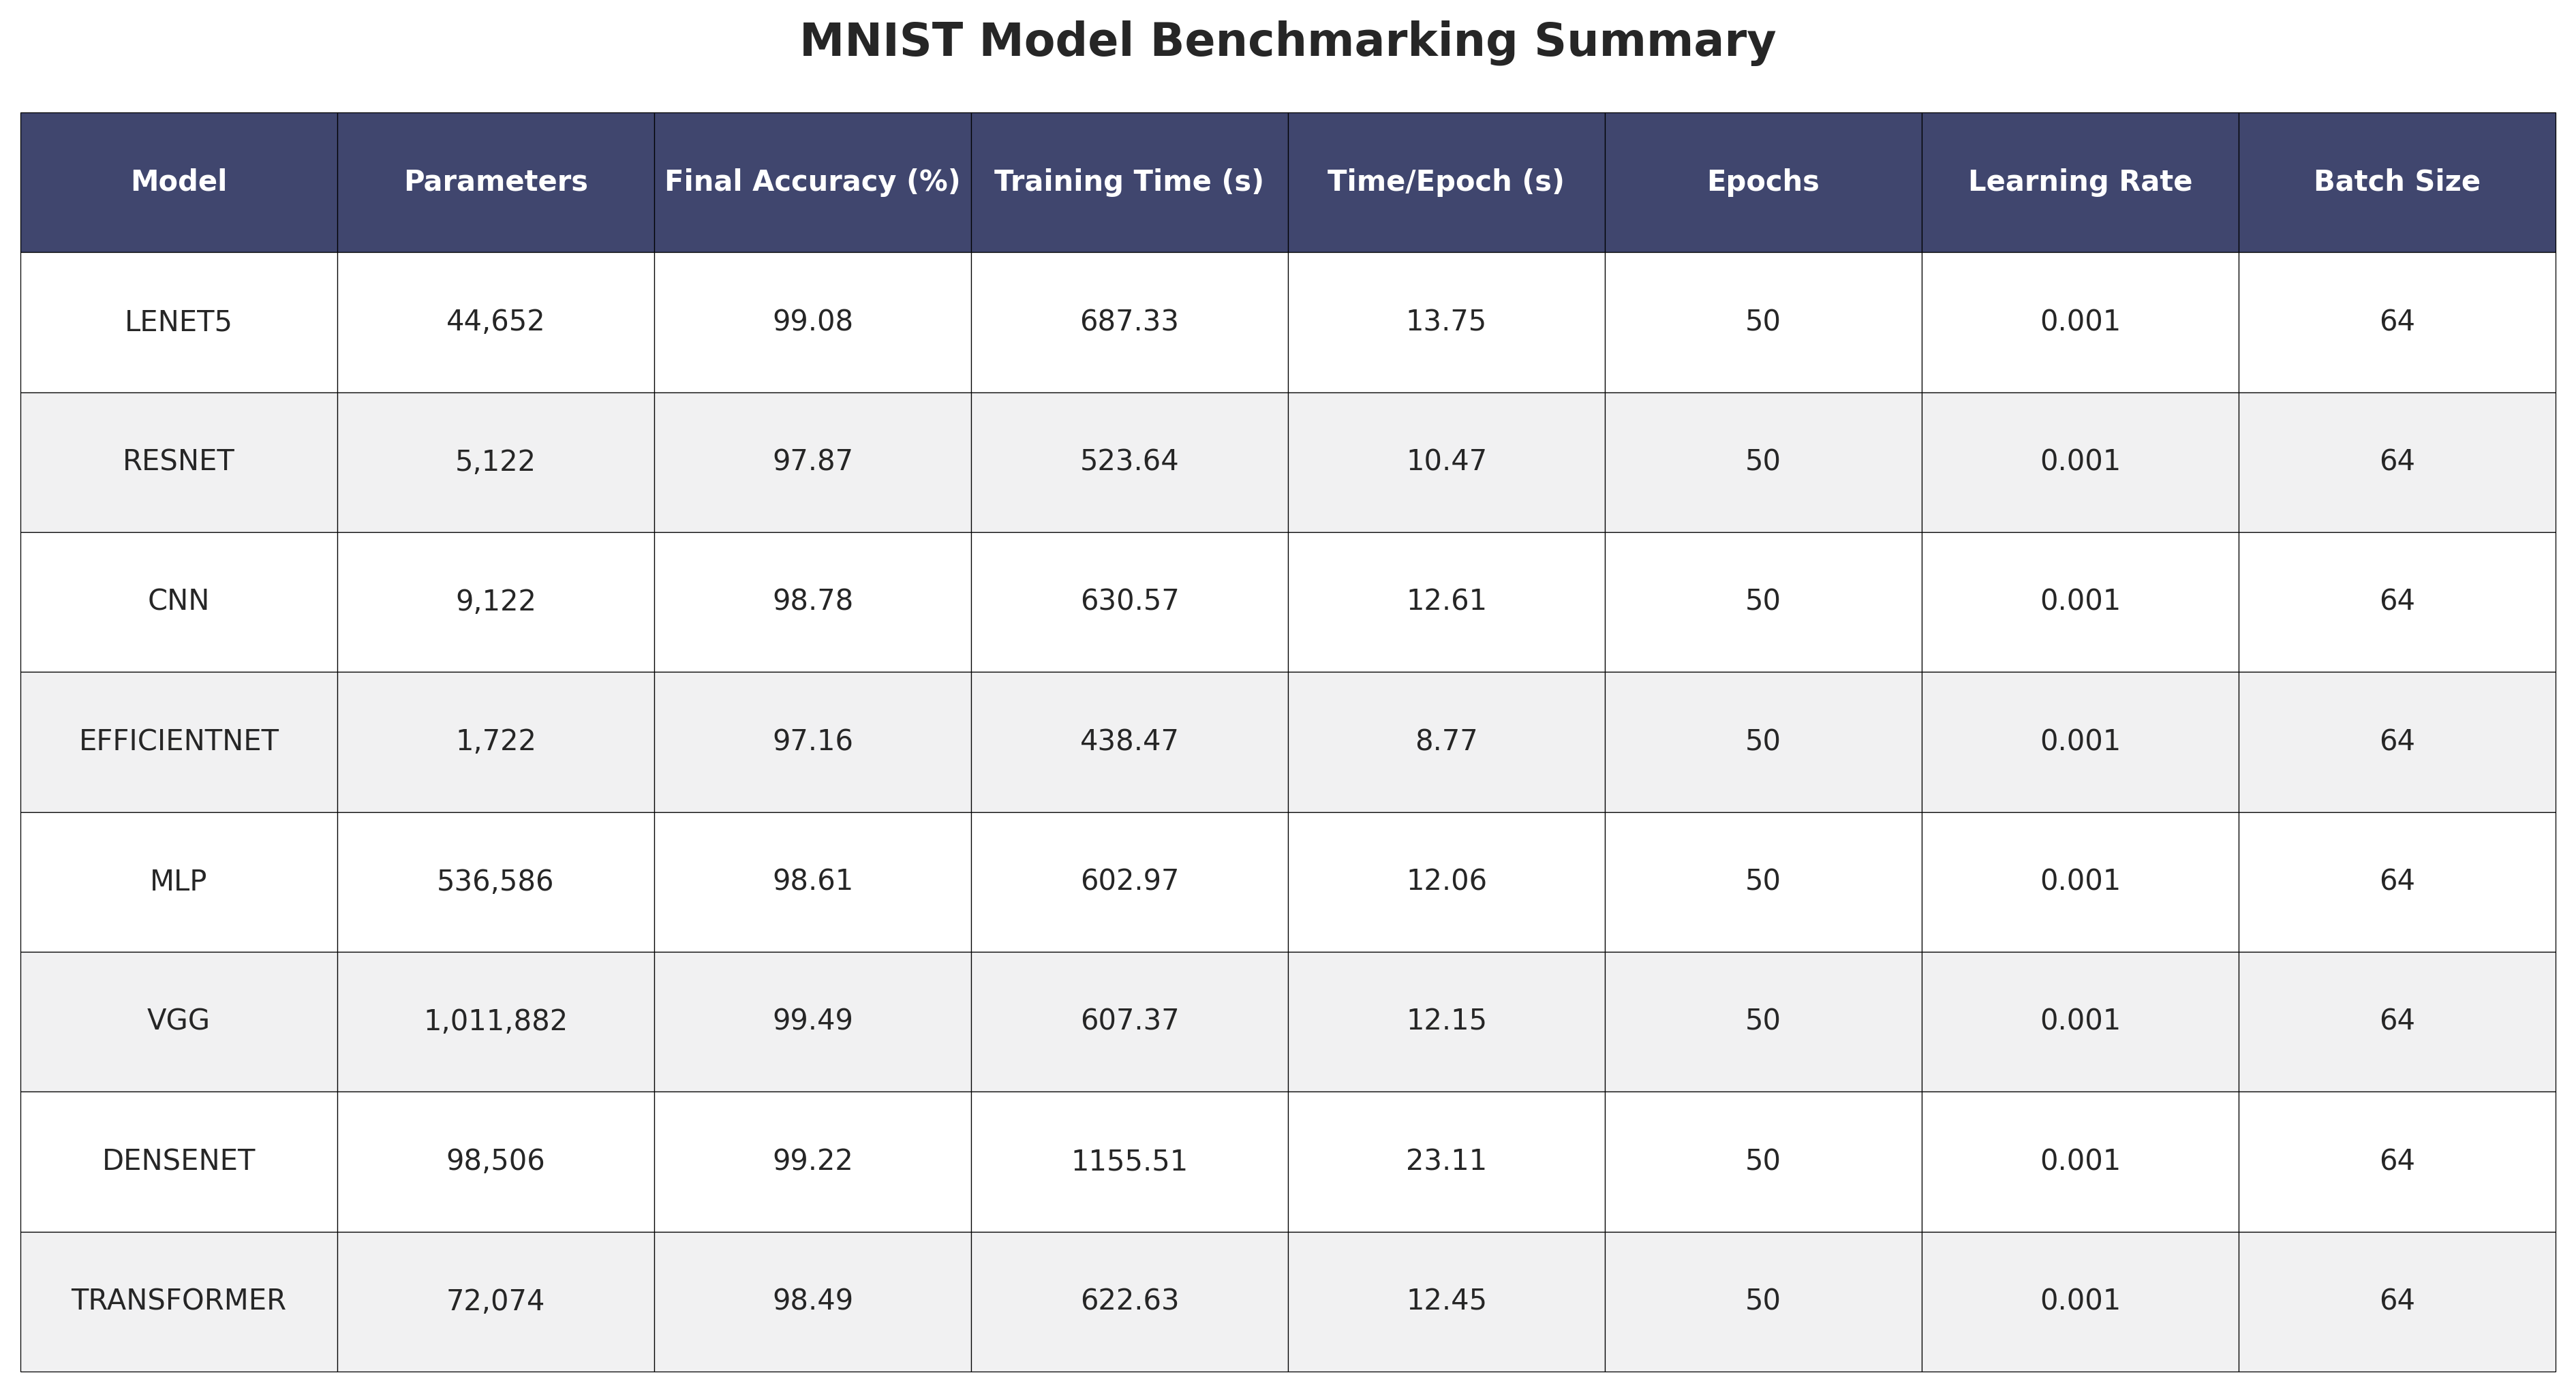 MNIST Model Benchmarking Summary
Model Parameters Final Accuracy (%) Training Time (s) Time/Epoch (s) Epochs Learning Rate Batch Size
LENET5 44,652 99.08 687.33 13.75 50 0.001 64
RESNET 5,122 97.87 523.64 10.47 50 0.001 64
CNN 9,122 98.78 630.57 12.61 50 0.001 64
EFFICIENTNET 1,722 97.16 438.47 8.77 50 0.001 64
MLP 536,586 98.61 602.97 12.06 50 0.001 64
VGG 1,011,882 99.49 607.37 12.15 50 0.001 64
DENSENET 98,506 99.22 1155.51 23.11 50 0.001 64
TRANSFORMER 72,074 98.49 622.63 12.45 50 0.001 64